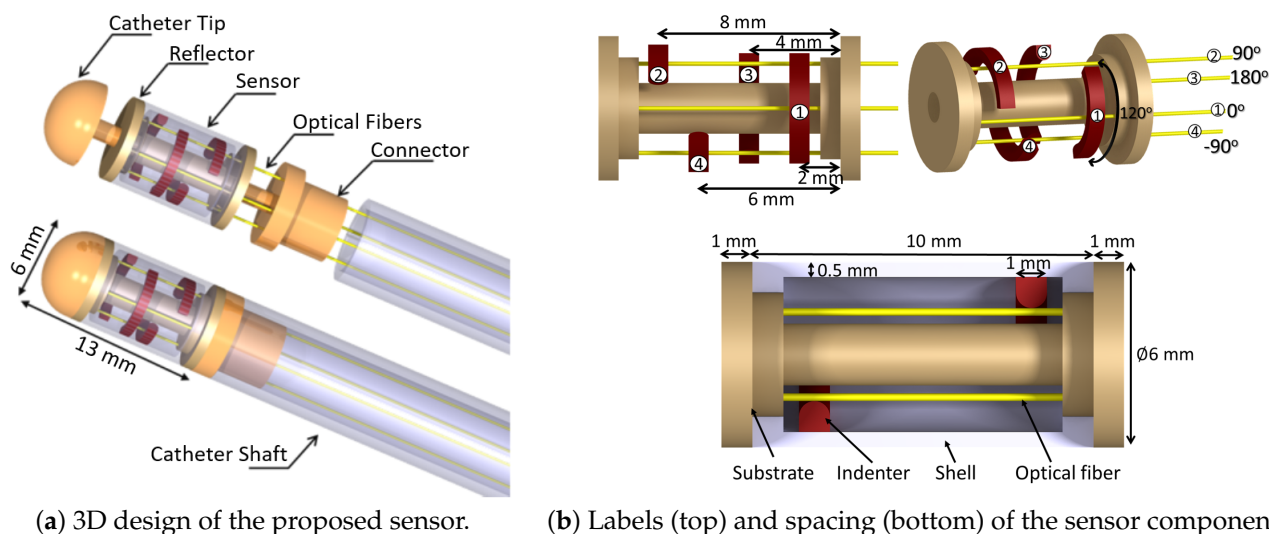 Catheter Tip
Reflector
Sensor
Optical Fibers
Connector
6 mm
13 mm
Catheter Shaft
8 mm
4 mm
2
3
1
4
2 mm
6 mm
3
2
1
4
120°
2 90°
3 180°
1 0°
4 -90°
1 mm
10 mm
1 mm
0.5 mm
1 mm
Ø6 mm
Substrate
Indenter
Shell
Optical fiber
(a) 3D design of the proposed sensor.
(b) Labels (top) and spacing (bottom) of the sensor componen